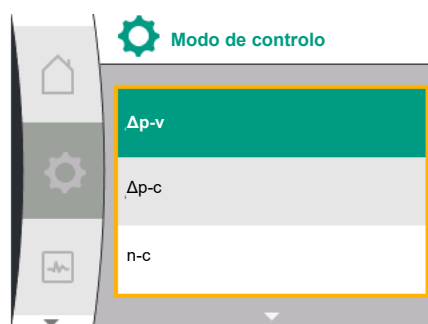 Modo de controlo
Δp-v
Δp-c
n-c